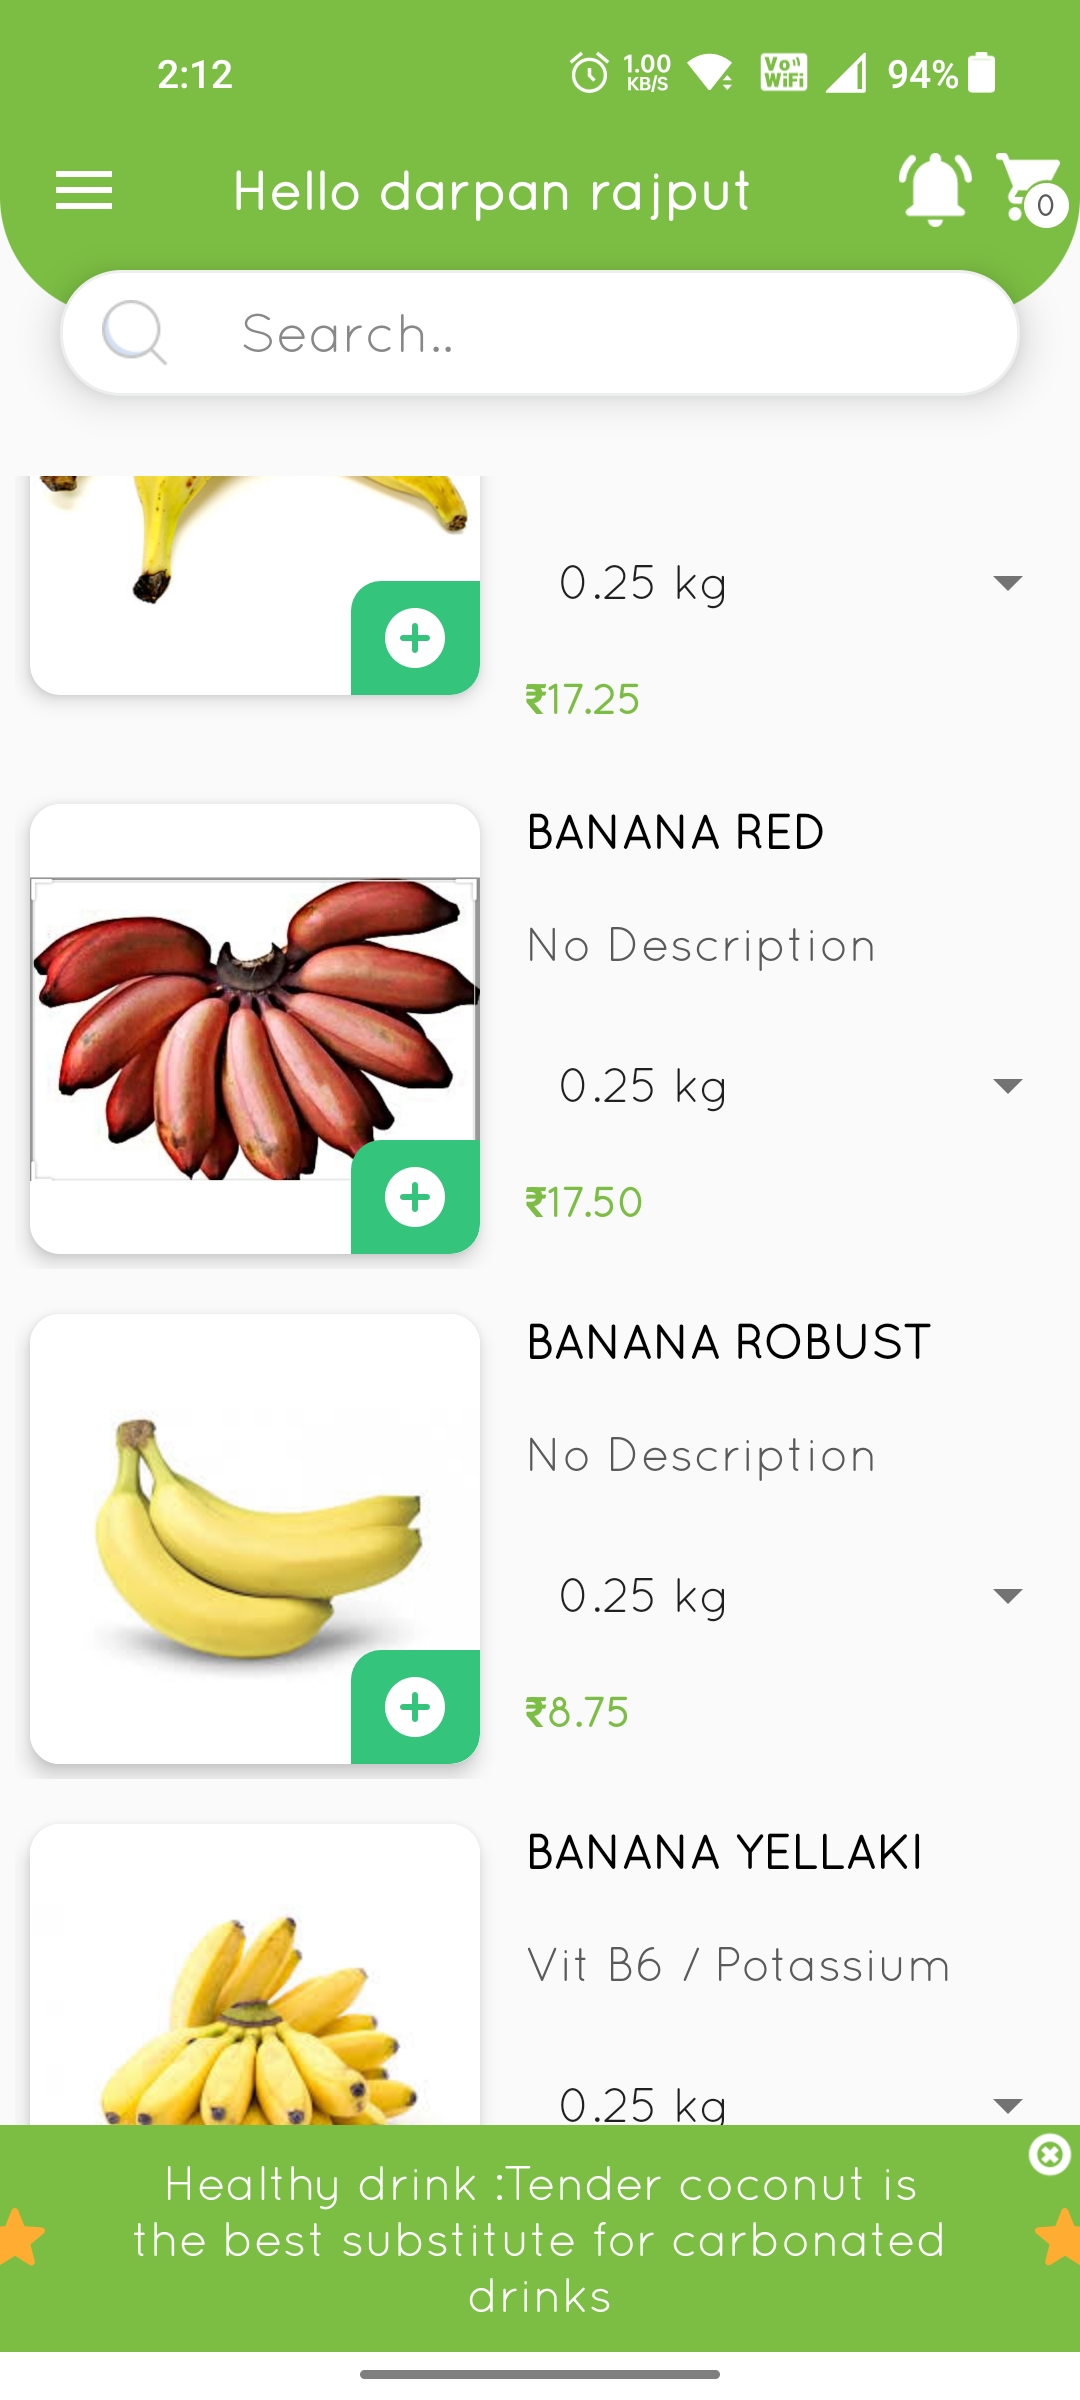 2:12
1.00
KB/S
Vo
WiFi
94%
Hello darpan rajput
0
Search..
0.25 kg
₹17.25
BANANA RED
No Description
0.25 kg
₹17.50
BANANA ROBUST
No Description
0.25 kg
₹8.75
BANANA YELLAKI
Vit B6 / Potassium
0.25 kg
Healthy drink :Tender coconut is
the best substitute for carbonated
drinks